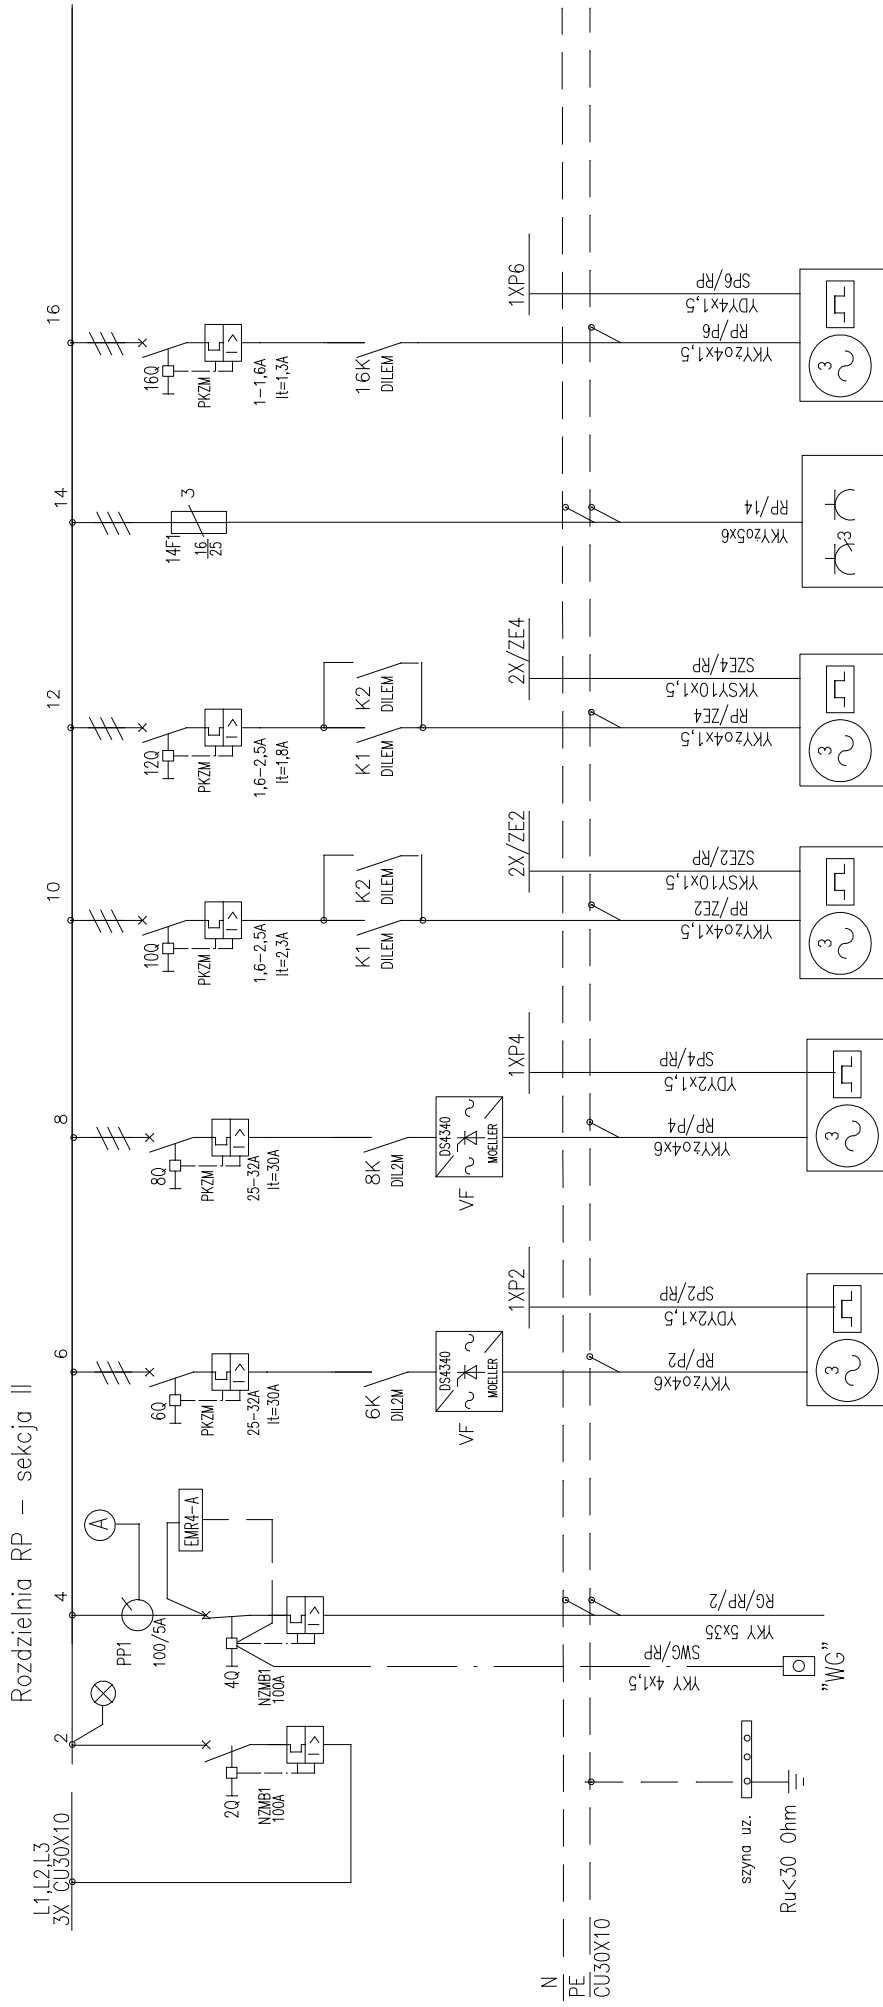 Rozdzielnia RP – sekcja II
L1,L2,L3
3X CU30X10
2
2Q
NZMB1
100A
4
PP1
100/5A
A
EMR4-A
4Q
NZMB1
100A
6
6Q
PKZM
25-32A
It=30A
6K
DIL2M
DS4340
MOELLER
VF
8
8Q
PKZM
25-32A
It=30A
8K
DIL2M
DS4340
MOELLER
VF
10
10Q
PKZM
1,6-2,5A
It=2,3A
K1
DILEM
K2
DILEM
12
12Q
PKZM
1,6-2,5A
It=1,8A
K1
DILEM
K2
DILEM
14
14F1
16
25
3
16
16Q
PKZM
1-1,6A
It=1,3A
16K
DILEM
N
PE
CU30X10
szyna uz.
Ru<30 Ohm
SWG/RP
YKY 4x1,5
"WG"
RG/RP/2
YKY 5x35
1XP2
RP/P2
YKYżo4x6
SP2/RP
YDY2x1,5
3
1XP4
RP/P4
YKYżo4x6
SP4/RP
YDY2x1,5
3
2X/ZE2
RP/ZE2
YKYżo4x1,5
SZE2/RP
YKSY10x1,5
3
2X/ZE4
RP/ZE4
YKYżo4x1,5
SZE4/RP
YKSY10x1,5
3
RP/14
YKYżo5x6
3
1XP6
RP/P6
YKYżo4x1,5
SP6/RP
YDY4x1,5
3